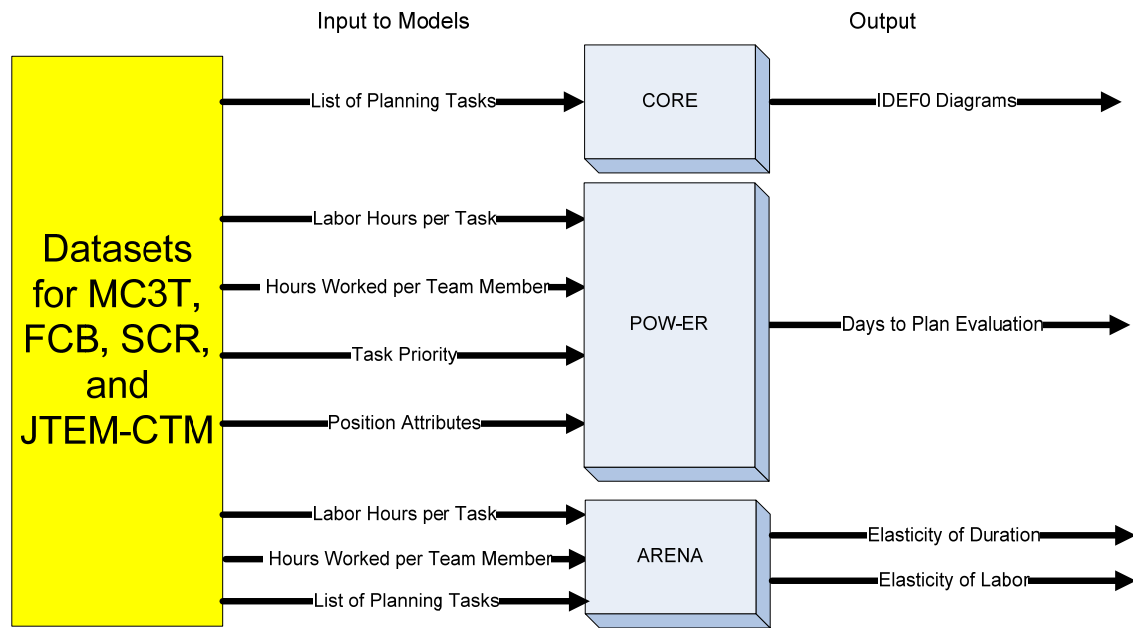 Input to Models
Output
Datasets
for MC3T,
FCB, SCR,
and
JTEM-CTM
List of Planning Tasks
CORE
IDEF0 Diagrams
Labor Hours per Task
Hours Worked per Team Member
Task Priority
Position Attributes
POW-ER
Days to Plan Evaluation
Labor Hours per Task
Hours Worked per Team Member
List of Planning Tasks
ARENA
Elasticity of Duration
Elasticity of Labor